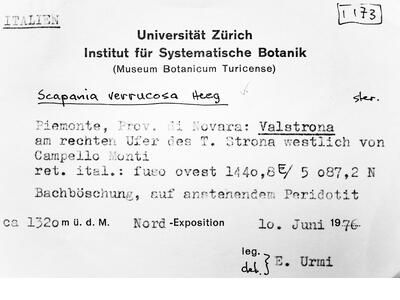 ITALIEN
1173
Universität Zürich
Institut für Systematische Botanik
(Museum Botanicum Turicense)
Scapania verrucosa Heeg
ster.
Piemonte, Prov. di Novara: Valstrona
am rechten Ufer des T. Strona westlich von
Campello Monti
ret. ital.: fuso ovest 1440,8 E/ 5 087,2 N
Bachböschung, auf anstehendem Peridotit
ca 1320 m ü. d. M. Nord-Exposition 10. Juni 1976
leg.
det. } E. Urmi